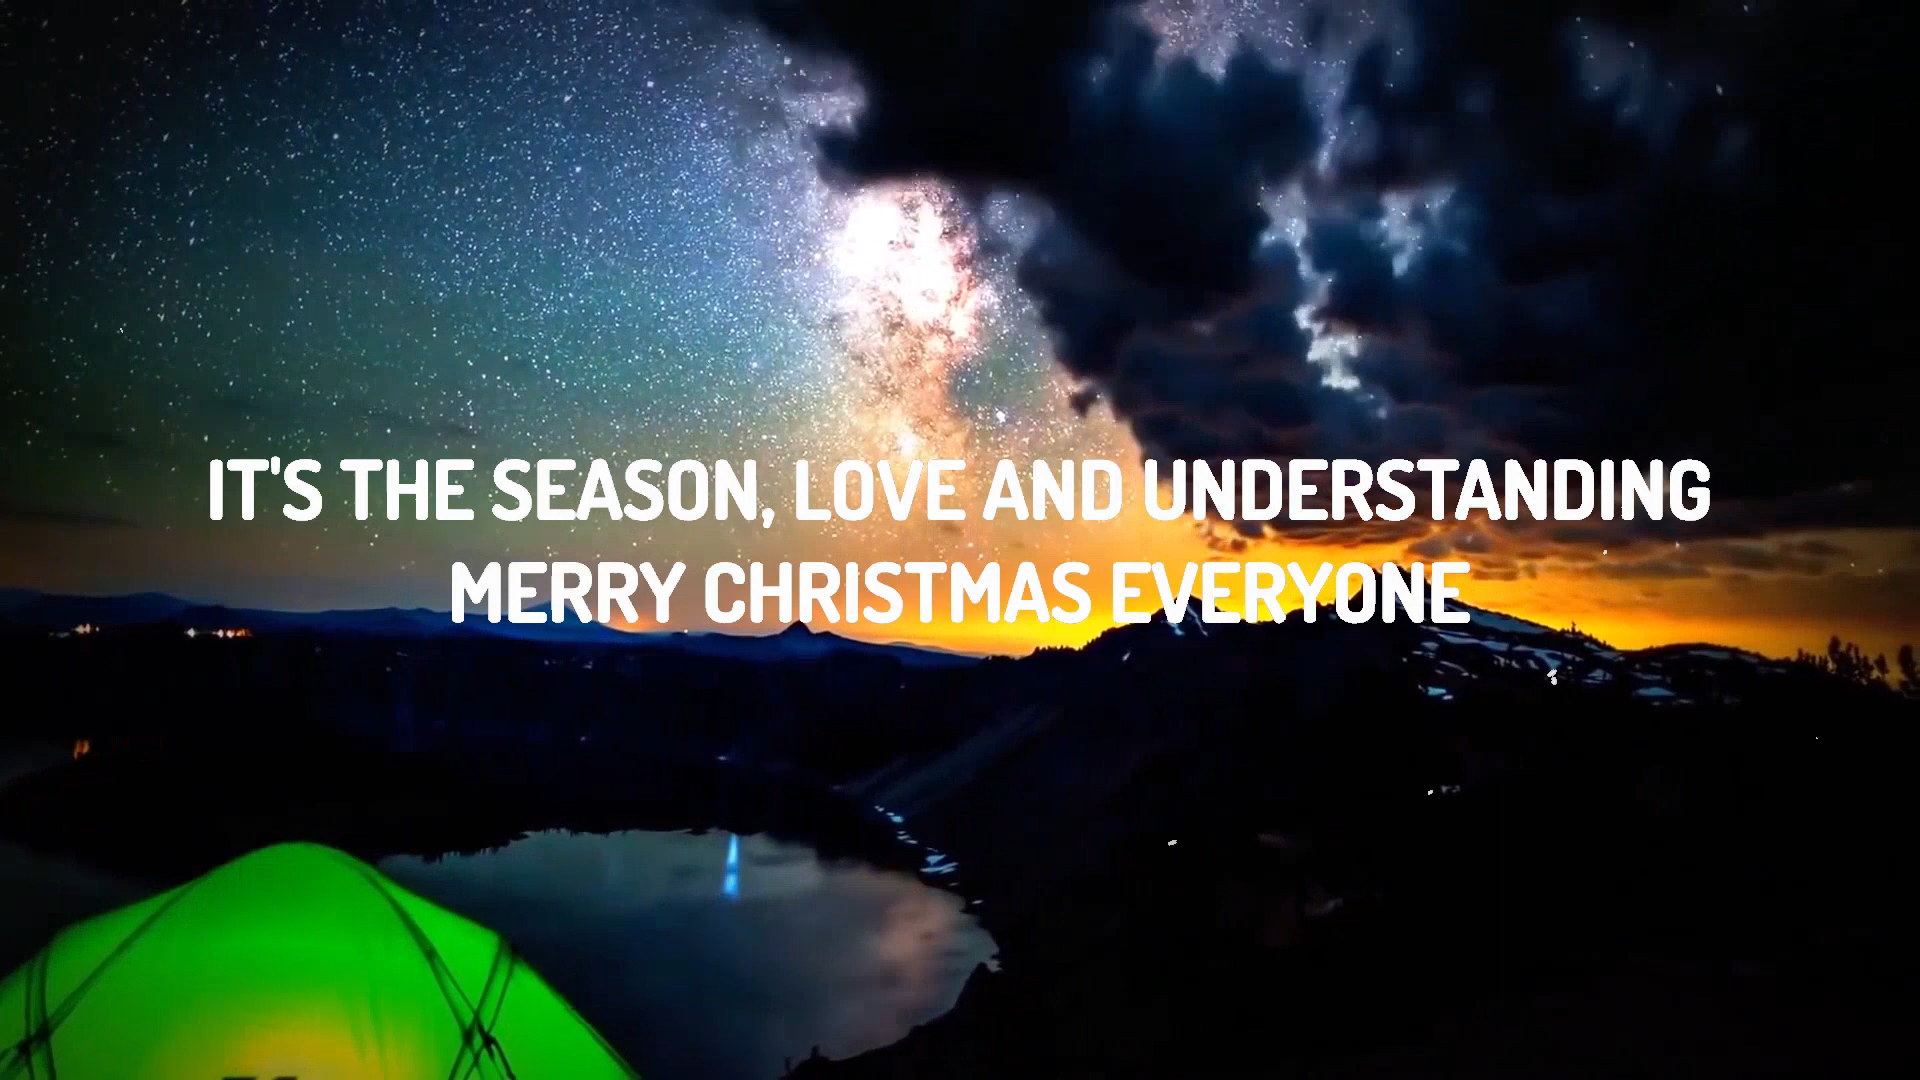 IT'S THE SEASON, LOVE AND UNDERSTANDING
MERRY CHRISTMAS EVERYONE